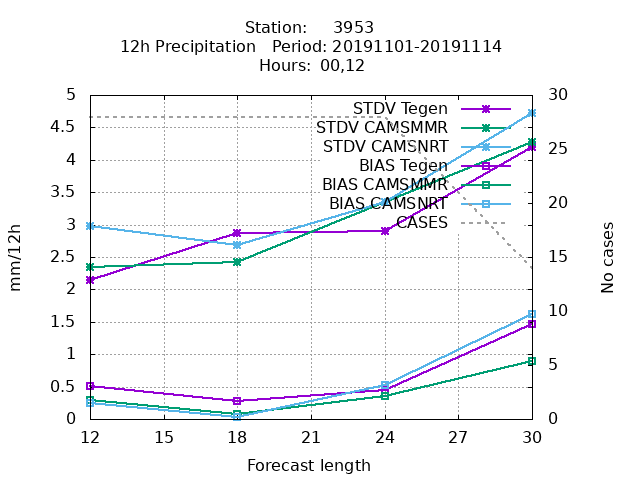 Station: 3953
12h Precipitation Period: 20191101-20191114
Hours: 00,12
5
4.5
4
3.5
3
2.5
2
1.5
1
0.5
0
30
25
20
15
10
5
0
STDV Tegen
STDV CAMSMMR
STDV CAMSNRT
BIAS Tegen
BIAS CAMSMMR
BIAS CAMSNRT
CASES
mm/12h
No cases
12 15 18 21 24 27 30
Forecast length